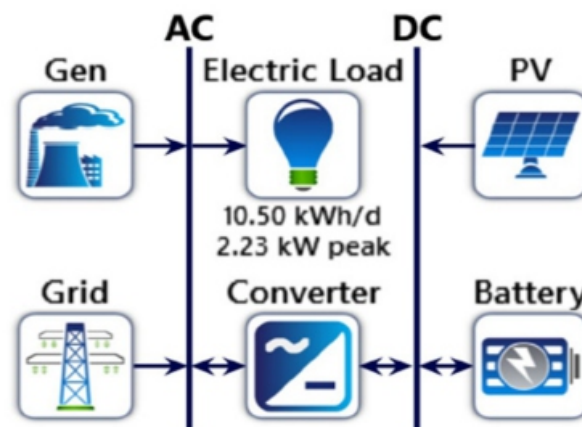 AC DC
Gen Electric Load PV
10.50 kWh/d
2.23 kW peak
Grid Converter Battery